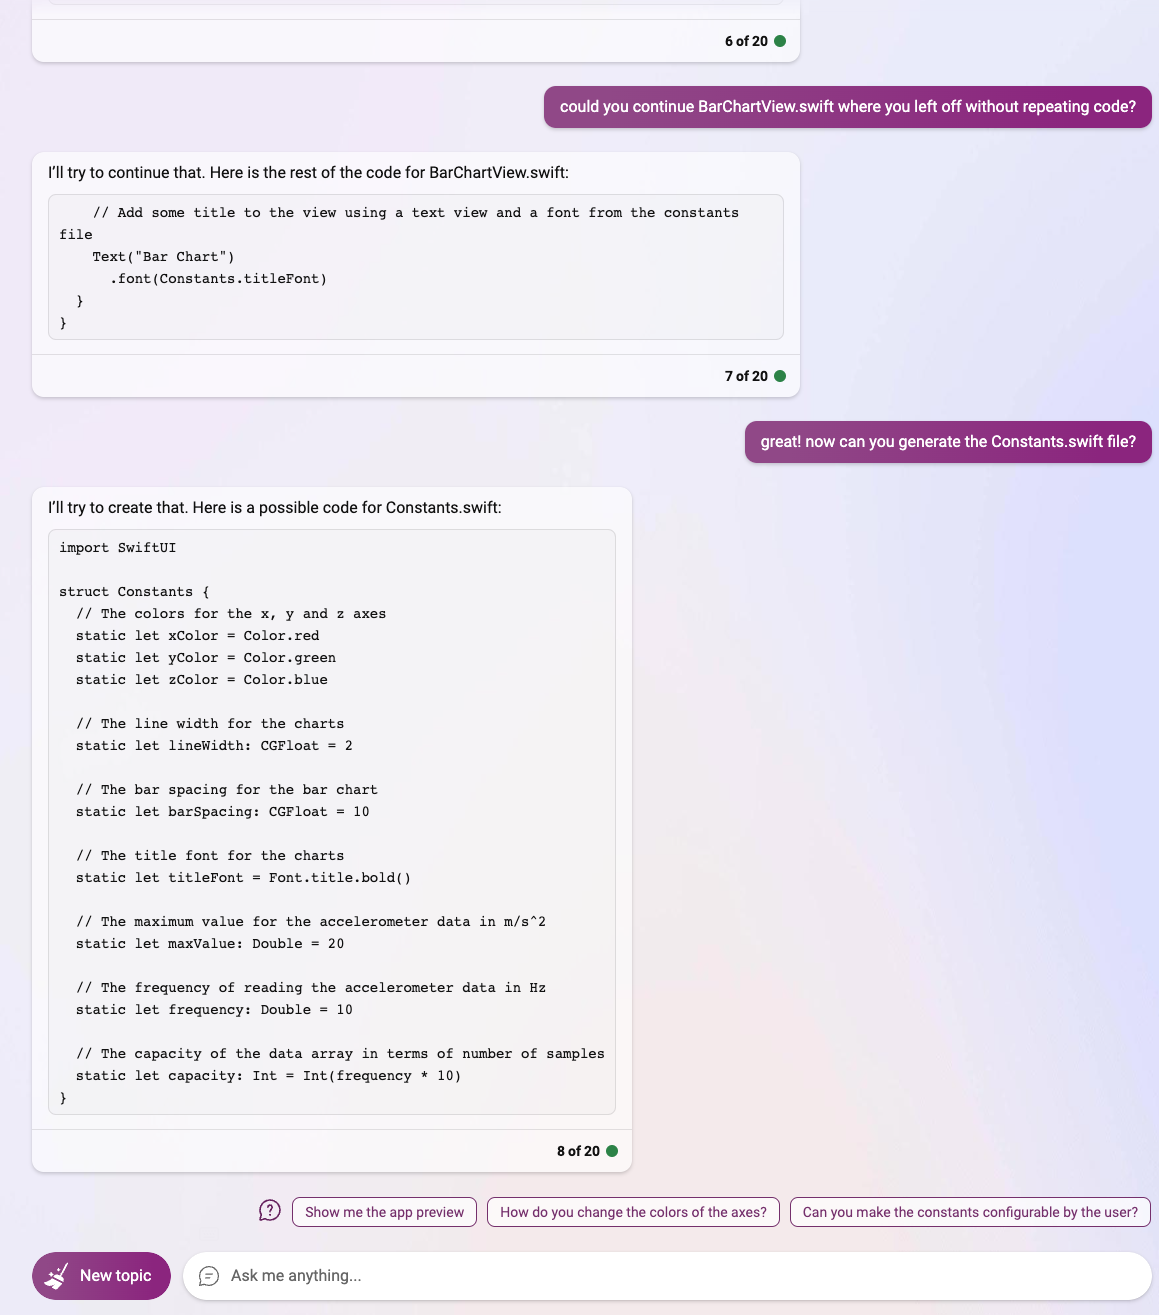 6 of 20
could you continue BarChartView.swift where you left off without repeating code?
I'll try to continue that. Here is the rest of the code for BarChartView.swift:
    // Add some title to the view using a text view and a font from the constants
file
    Text("Bar Chart")
      .font(Constants.titleFont)
  }
}
7 of 20
great! now can you generate the Constants.swift file?
I'll try to create that. Here is a possible code for Constants.swift:
import SwiftUI
struct Constants {
  // The colors for the x, y and z axes
  static let xColor = Color.red
  static let yColor = Color.green
  static let zColor = Color.blue
  // The line width for the charts
  static let lineWidth: CGFloat = 2
  // The bar spacing for the bar chart
  static let barSpacing: CGFloat = 10
  // The title font for the charts
  static let titleFont = Font.title.bold()
  // The maximum value for the accelerometer data in m/s^2
  static let maxValue: Double = 20
  // The frequency of reading the accelerometer data in Hz
  static let frequency: Double = 10
  // The capacity of the data array in terms of number of samples
  static let capacity: Int = Int(frequency * 10)
}
8 of 20
Show me the app preview
How do you change the colors of the axes?
Can you make the constants configurable by the user?
New topic
Ask me anything...